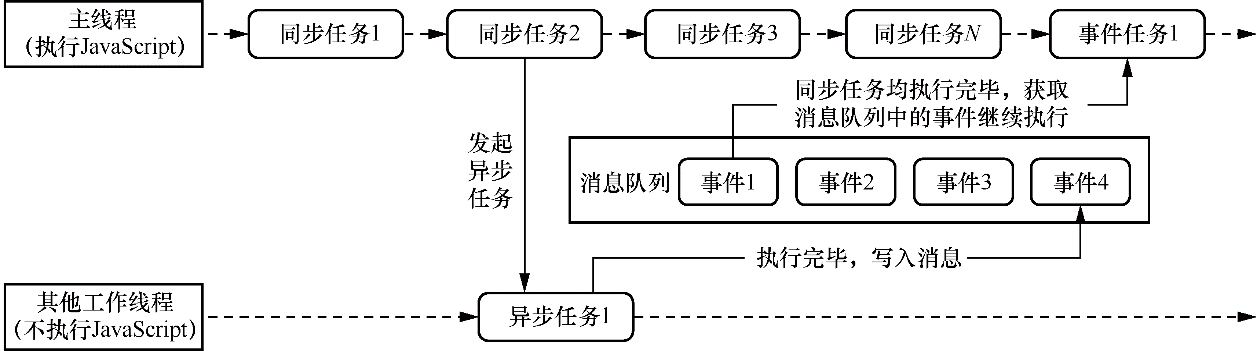 主线程
（执行JavaScript）
同步任务1
同步任务2
同步任务3
同步任务N
事件任务1
同步任务均执行完毕，获取
消息队列中的事件继续执行
发起
异步
任务
消息队列
事件1
事件2
事件3
事件4
执行完毕，写入消息
其他工作线程
（不执行JavaScript）
异步任务1